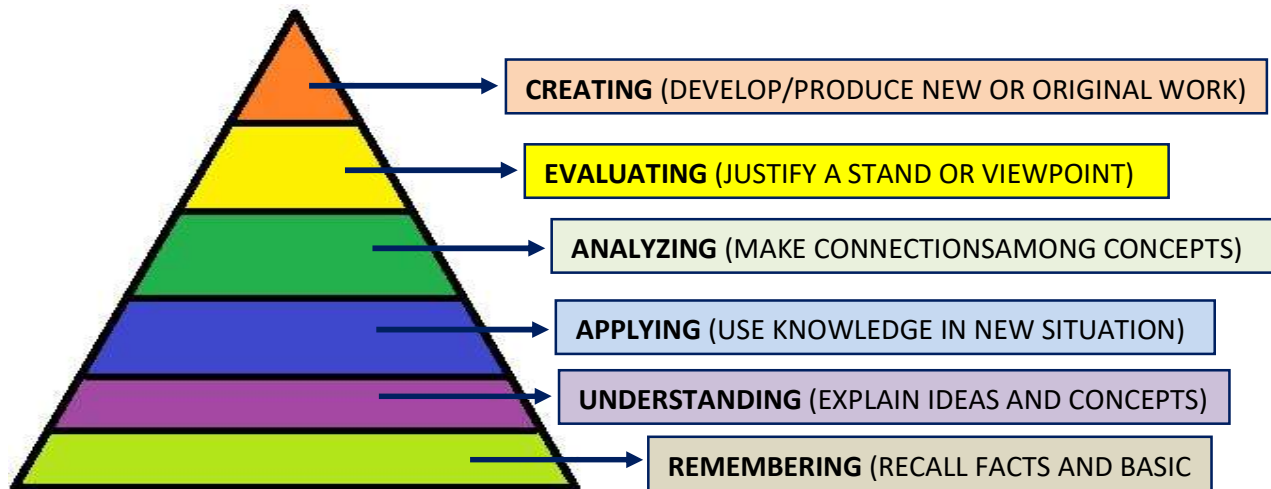 CREATING (DEVELOP/PRODUCE NEW OR ORIGINAL WORK)
EVALUATING (JUSTIFY A STAND OR VIEWPOINT)
ANALYZING (MAKE CONNECTIONSAMONG CONCEPTS)
APPLYING (USE KNOWLEDGE IN NEW SITUATION)
UNDERSTANDING (EXPLAIN IDEAS AND CONCEPTS)
REMEMBERING (RECALL FACTS AND BASIC